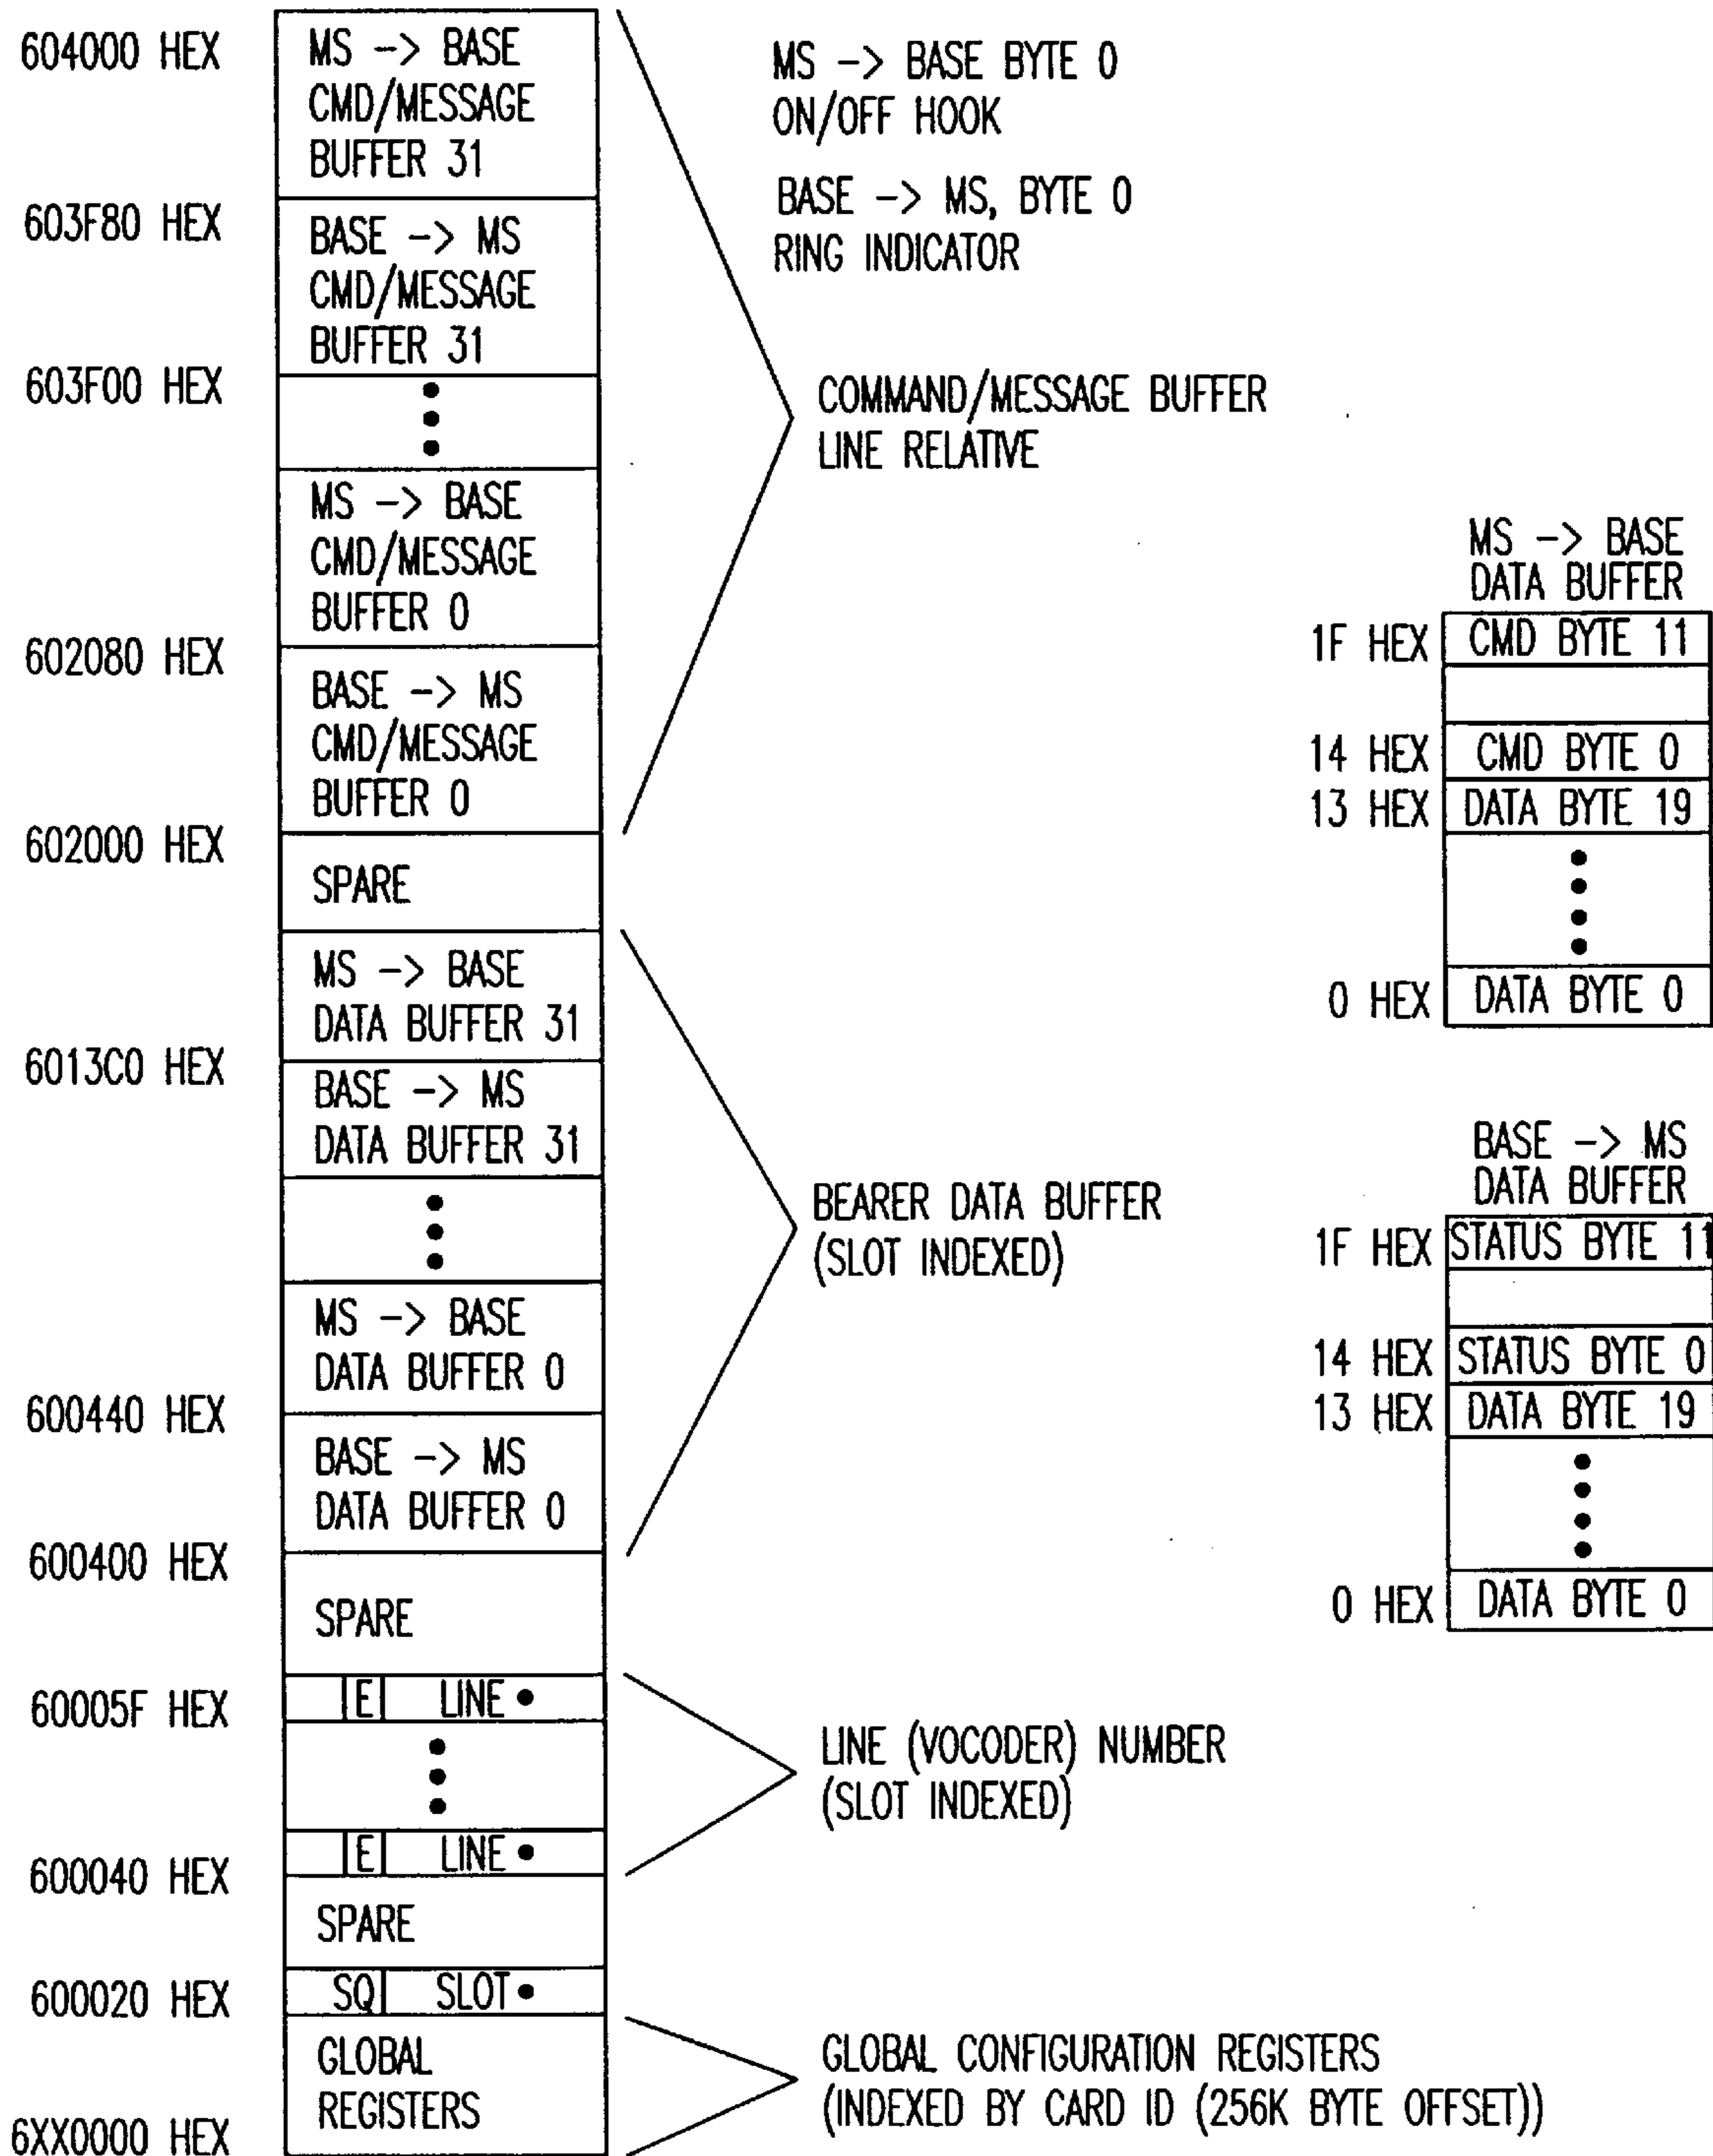 604000 HEX
MS -> BASE
CMD/MESSAGE
BUFFER 31
603F80 HEX
BASE -> MS
CMD/MESSAGE
BUFFER 31
603F00 HEX
MS -> BASE
CMD/MESSAGE
BUFFER 0
602080 HEX
BASE -> MS
CMD/MESSAGE
BUFFER 0
602000 HEX
SPARE
MS -> BASE
DATA BUFFER 31
6013C0 HEX
BASE -> MS
DATA BUFFER 31
MS -> BASE
DATA BUFFER 0
600440 HEX
BASE -> MS
DATA BUFFER 0
600400 HEX
SPARE
60005F HEX
E LINE •
600040 HEX
E LINE •
SPARE
600020 HEX
SQ SLOT •
GLOBAL
REGISTERS
6XX0000 HEX
MS -> BASE BYTE 0
ON/OFF HOOK
BASE -> MS, BYTE 0
RING INDICATOR
COMMAND/MESSAGE BUFFER
LINE RELATIVE
BEARER DATA BUFFER
(SLOT INDEXED)
LINE (VOCODER) NUMBER
(SLOT INDEXED)
GLOBAL CONFIGURATION REGISTERS
(INDEXED BY CARD ID (256K BYTE OFFSET))
MS -> BASE
DATA BUFFER
1F HEX CMD BYTE 11
14 HEX CMD BYTE 0
13 HEX DATA BYTE 19
0 HEX DATA BYTE 0
BASE -> MS
DATA BUFFER
1F HEX STATUS BYTE 11
14 HEX STATUS BYTE 0
13 HEX DATA BYTE 19
0 HEX DATA BYTE 0